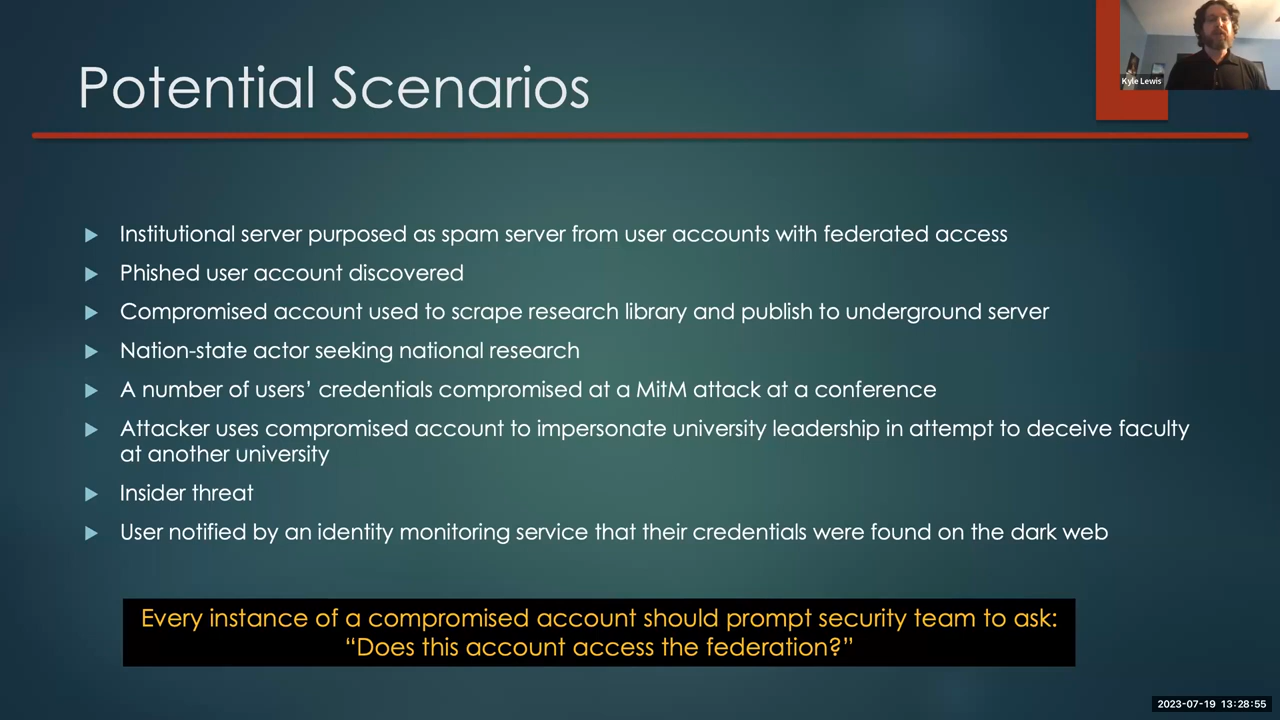 Potential Scenarios
Kyle Lewis
Institutional server purposed as spam server from user accounts with federated access
Phished user account discovered
Compromised account used to scrape research library and publish to underground server
Nation-state actor seeking national research
A number of users’ credentials compromised at a MitM attack at a conference
Attacker uses compromised account to impersonate university leadership in attempt to deceive faculty
at another university
Insider threat
User notified by an identity monitoring service that their credentials were found on the dark web
Every instance of a compromised account should prompt security team to ask:
“Does this account access the federation?”
2023-07-19 13:28:55